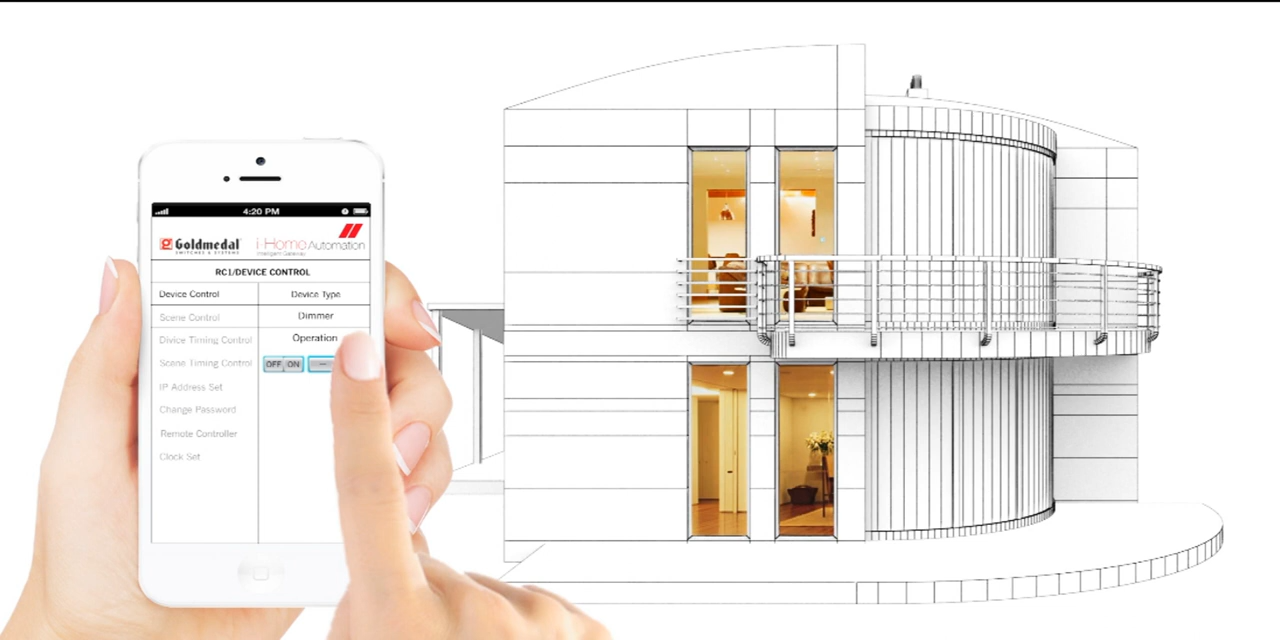 4:20 PM
Goldmedal
SWITCHES & SYSTEMS
i-Home Automation
Intelligent Gateway
RC1/DEVICE CONTROL
Device Control
Device Type
Scene Control
Dimmer
Divice Timing Control
Operation
Scene Timing Control
OFF ON
IP Address Set
Change Password
Remote Controller
Clock Set